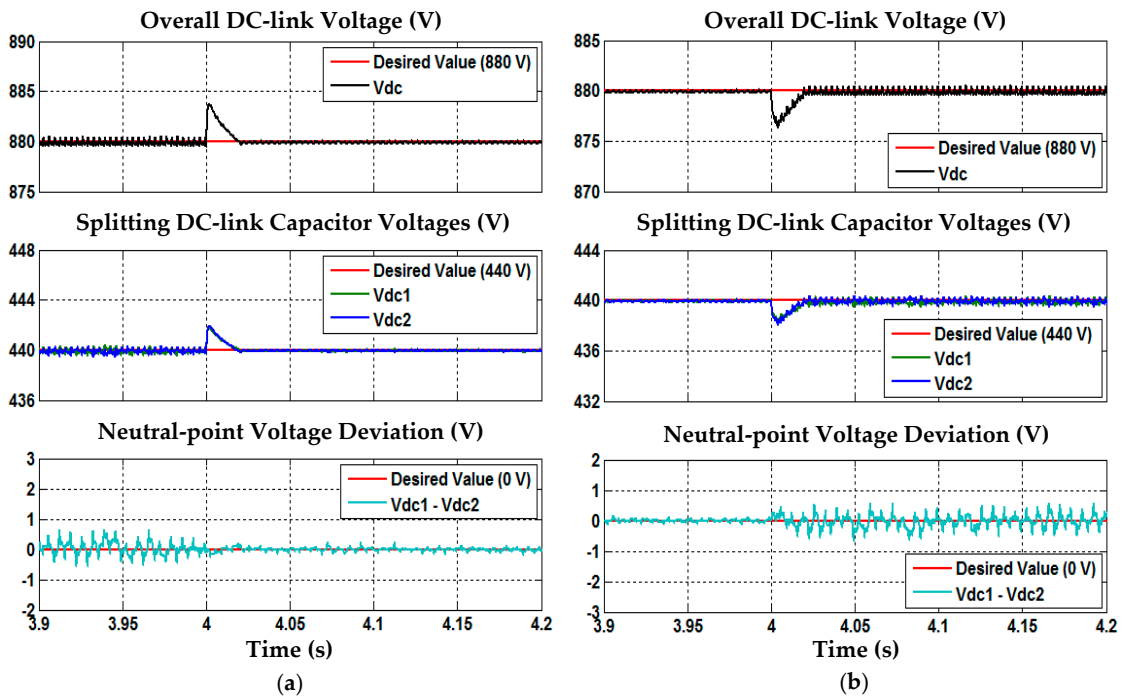 Overall DC-link Voltage (V)
890
885
880
875
Desired Value (880 V)
Vdc
Splitting DC-link Capacitor Voltages (V)
448
444
440
436
Desired Value (440 V)
Vdc1
Vdc2
Neutral-point Voltage Deviation (V)
3
2
1
0
-1
-2
Desired Value (0 V)
Vdc1 - Vdc2
3.9 3.95 4 4.05 4.1 4.15 4.2
Time (s)
(a)
Overall DC-link Voltage (V)
885
880
875
870
Desired Value (880 V)
Vdc
Splitting DC-link Capacitor Voltages (V)
444
440
436
432
Desired Value (440 V)
Vdc1
Vdc2
Neutral-point Voltage Deviation (V)
2
1
0
-1
-2
-3
Desired Value (0 V)
Vdc1 - Vdc2
3.9 3.95 4 4.05 4.1 4.15 4.2
Time (s)
(b)